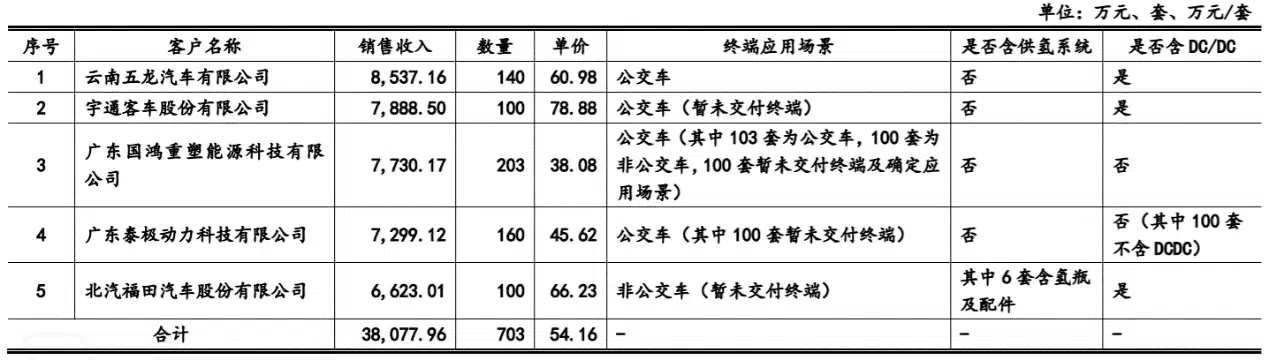 单位：万元、套、万元/套
序号 客户名称 销售收入 数量 单价 终端应用场景 是否含供氢系统 是否含 DC/DC
1 云南五龙汽车有限公司 8,537.16 140 60.98 公交车 否 是
2 宇通客车股份有限公司 7,888.50 100 78.88 公交车（暂未交付终端） 否 是
3 广东国鸿重塑能源科技有限
公司 7,730.17 203 38.08 公交车（其中 103 套为公交车，100 套为
非公交车，100 套暂未交付终端及确定应
用场景） 否 否
4 广东泰极动力科技有限公司 7,299.12 160 45.62 公交车（其中 100 套暂未交付终端） 否 否（其中 100 套
不含 DCDC）
5 北汽福田汽车股份有限公司 6,623.01 100 66.23 非公交车（暂未交付终端） 其中 6 套含氢瓶
及配件 是
合计 38,077.96 703 54.16 － － －